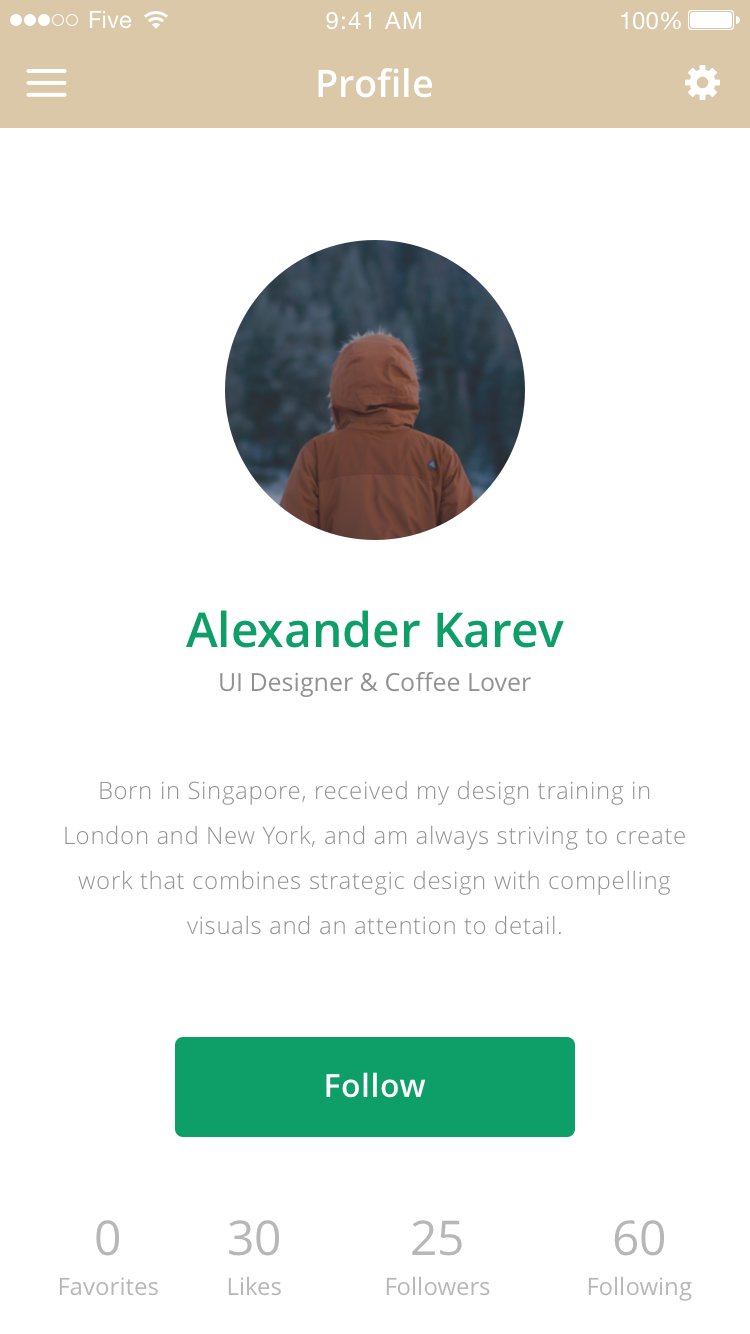 Five 9:41 AM 100%
Profile
Alexander Karev
UI Designer & Coffee Lover
Born in Singapore, received my design training in
London and New York, and am always striving to create
work that combines strategic design with compelling
visuals and an attention to detail.
Follow
0 30 25 60
Favorites Likes Followers Following